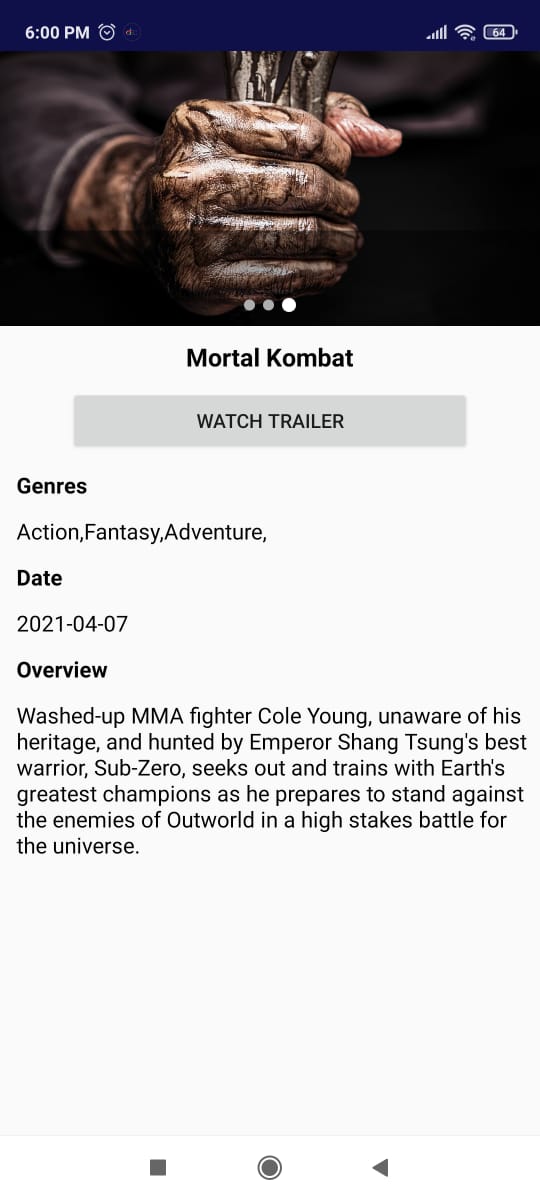 6:00 PM
64
Mortal Kombat
WATCH TRAILER
Genres
Action,Fantasy,Adventure,
Date
2021-04-07
Overview
Washed-up MMA fighter Cole Young, unaware of his
heritage, and hunted by Emperor Shang Tsung's best
warrior, Sub-Zero, seeks out and trains with Earth's
greatest champions as he prepares to stand against
the enemies of Outworld in a high stakes battle for
the universe.